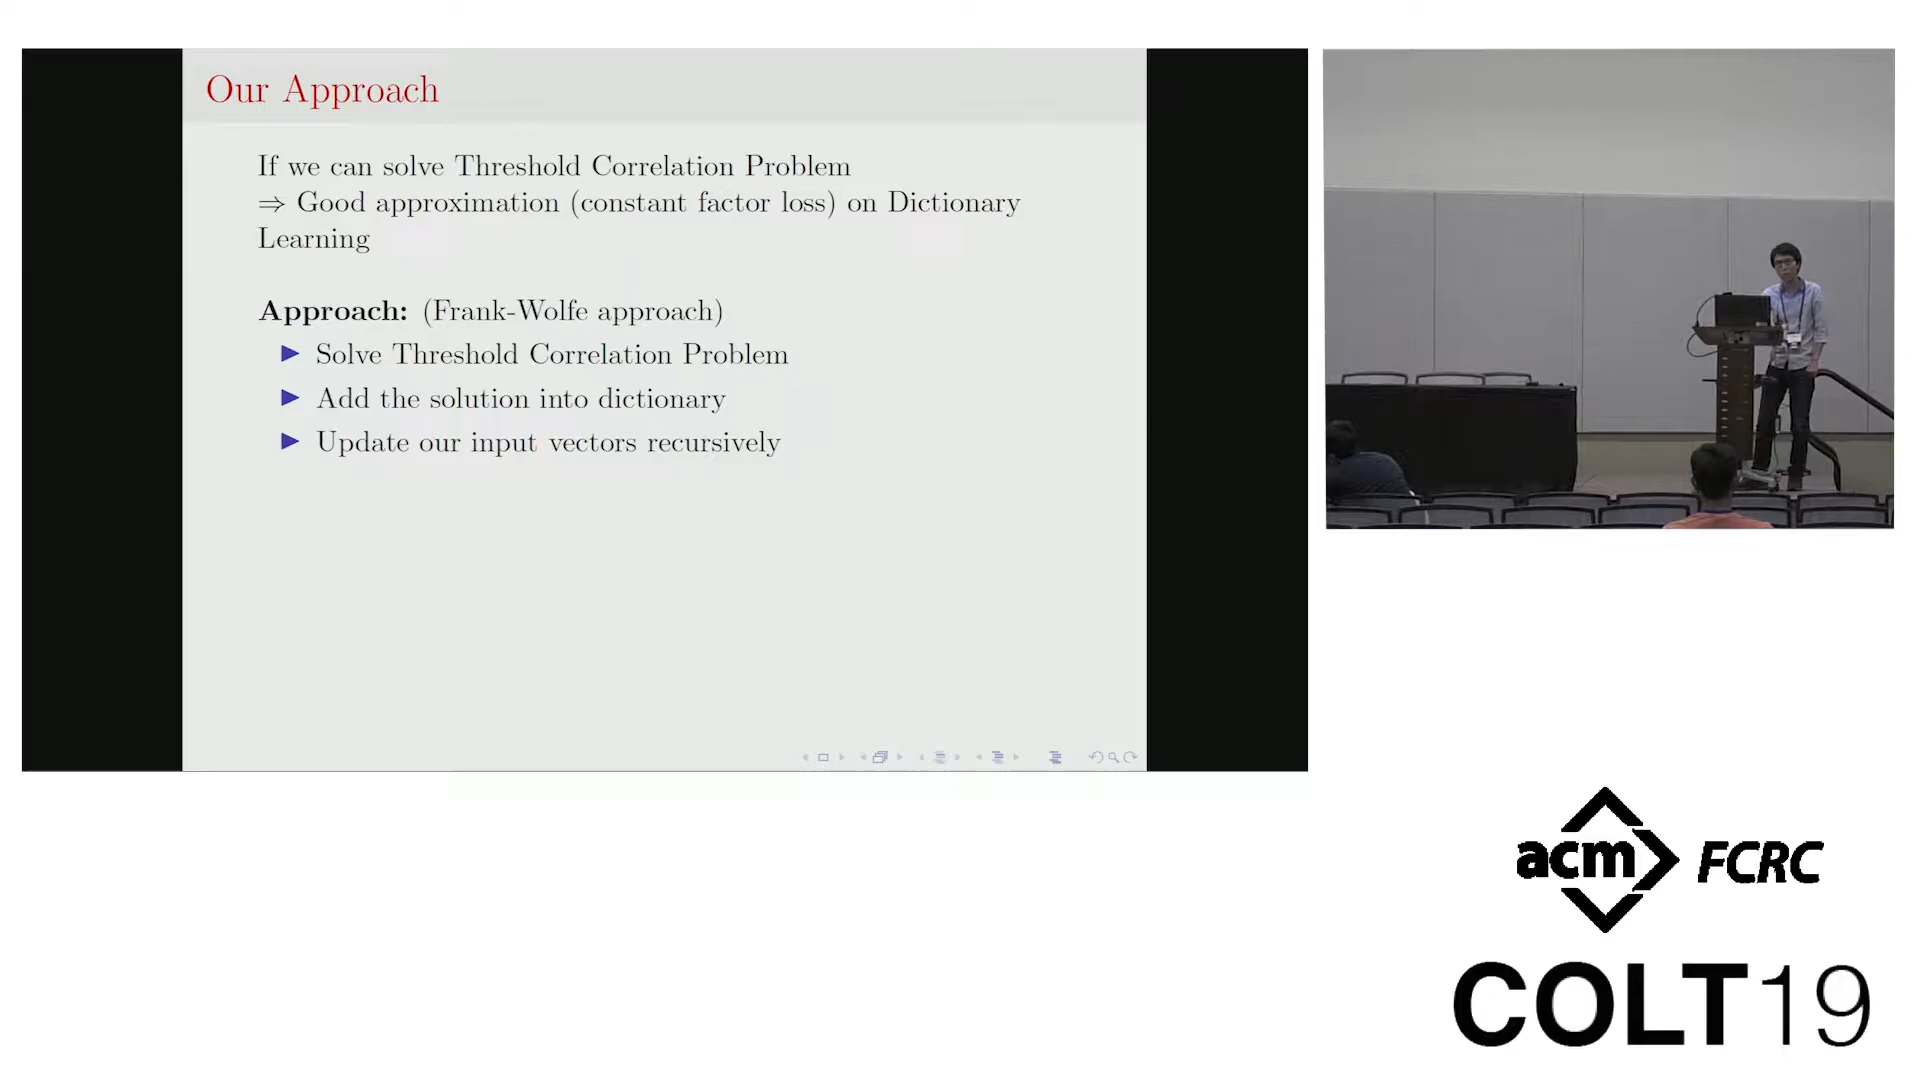 Our Approach
If we can solve Threshold Correlation Problem
⇒ Good approximation (constant factor loss) on Dictionary
Learning
Approach: (Frank-Wolfe approach)
Solve Threshold Correlation Problem
Add the solution into dictionary
Update our input vectors recursively
acm FCRC
COLT19